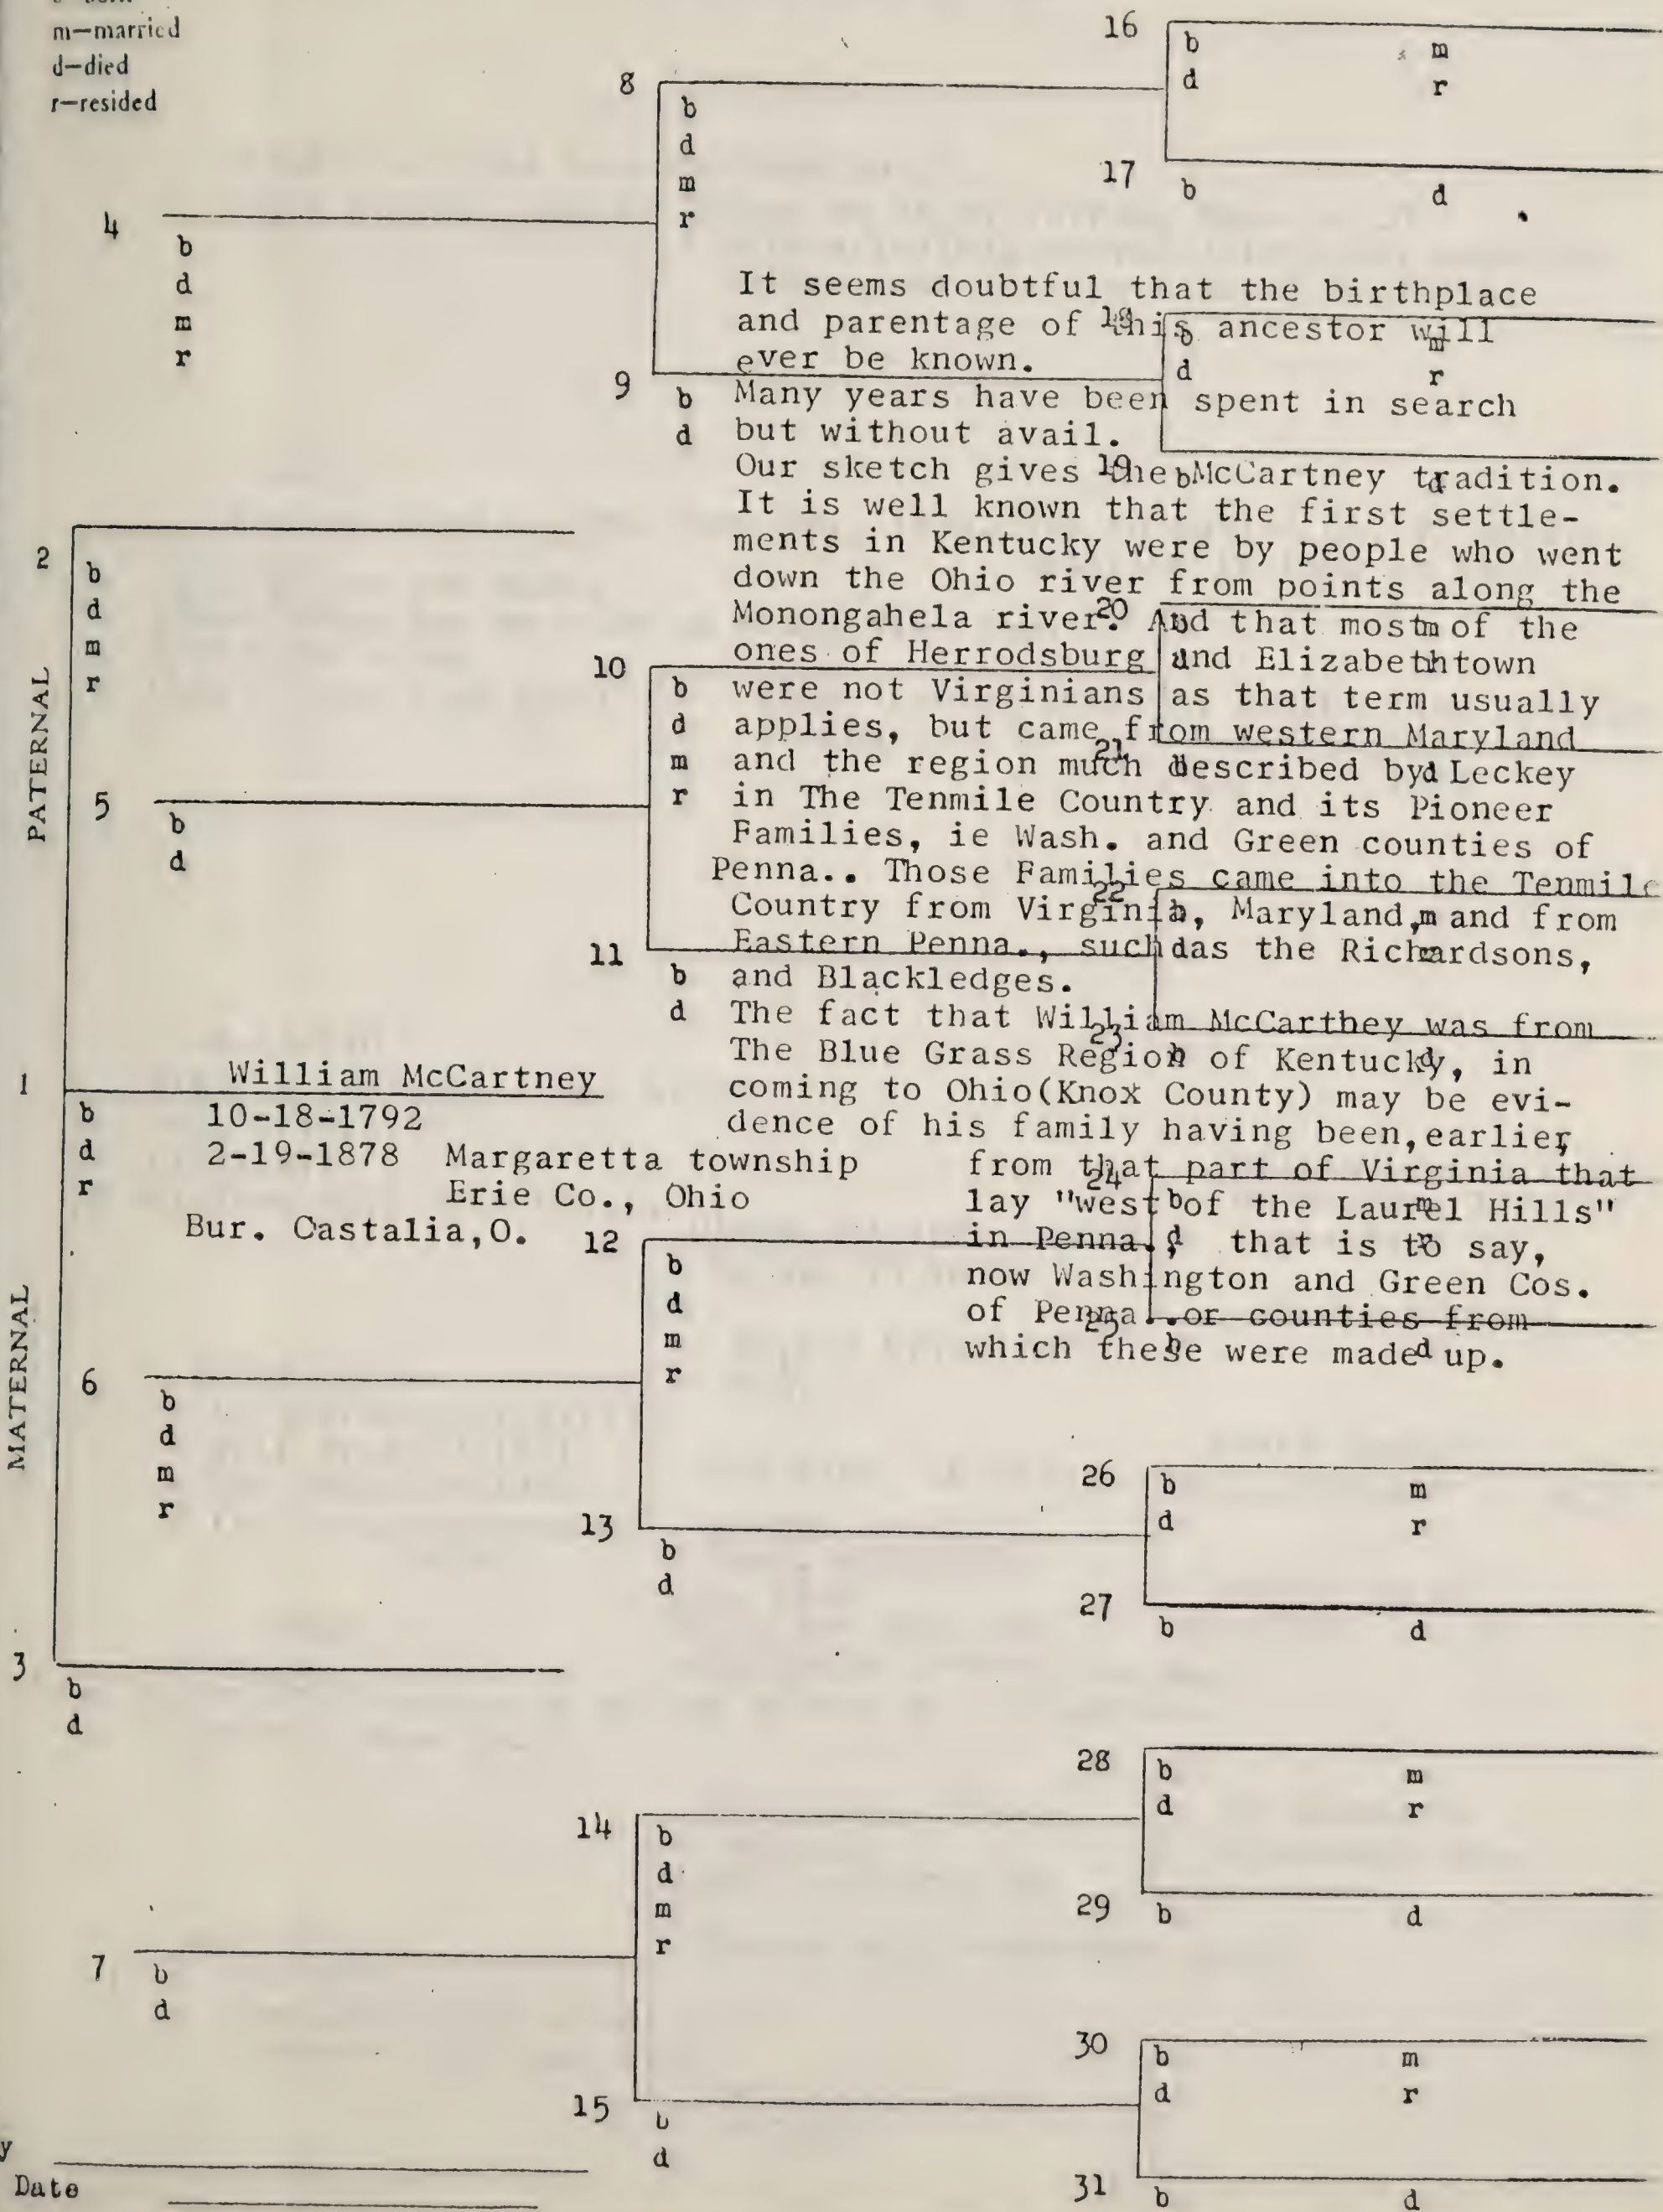 m—married
d—died
r—resided
16
b m
d r
8
b
d
m
r
17
b d
4
b
d
m
r
It seems doubtful that the birthplace
and parentage of this ancestor will
ever be known.
18
b m
d r
9
b
d
Many years have been spent in search
but without avail.
19
b d
Our sketch gives the McCartney tradition.
It is well known that the first settle-
ments in Kentucky were by people who went
down the Ohio river from points along the
Monongahela river. And that most of the
ones of Herrodsburg and Elizabethtown
were not Virginians as that term usually
applies, but came from western Maryland
and the region much described by Leckey
in The Tenmile Country and its Pioneer
Families, ie Wash. and Green counties of
Penna.. Those Families came into the Tenmile
Country from Virginia, Maryland, and from
Eastern Penna., such as the Richardsons,
and Blackledges.
The fact that William McCarthey was from
The Blue Grass Region of Kentucky, in
coming to Ohio(Knox County) may be evi-
dence of his family having been, earlier,
from that part of Virginia that
lay "west of the Laurel Hills"
in Penna., that is to say,
now Washington and Green Cos.
of Penna.or counties from
which these were made up.
2
b
d
m
r
PATERNAL
20
b m
d r
10
b
d
m
r
21
b d
5
b
d
22
b m
d r
11
b
d
23
b d
1
William McCartney
b 10-18-1792
d 2-19-1878 Margaretta township
r Erie Co., Ohio
Bur. Castalia,O.
24
b m
d r
12
b
d
m
r
25
b d
MATERNAL
6
b
d
m
r
26
b m
d r
13
b
d
27
b d
3
b
d
28
b m
d r
14
b
d
m
r
29
b d
7
b
d
30
b m
d r
15
b
d
31
b d
y
Date